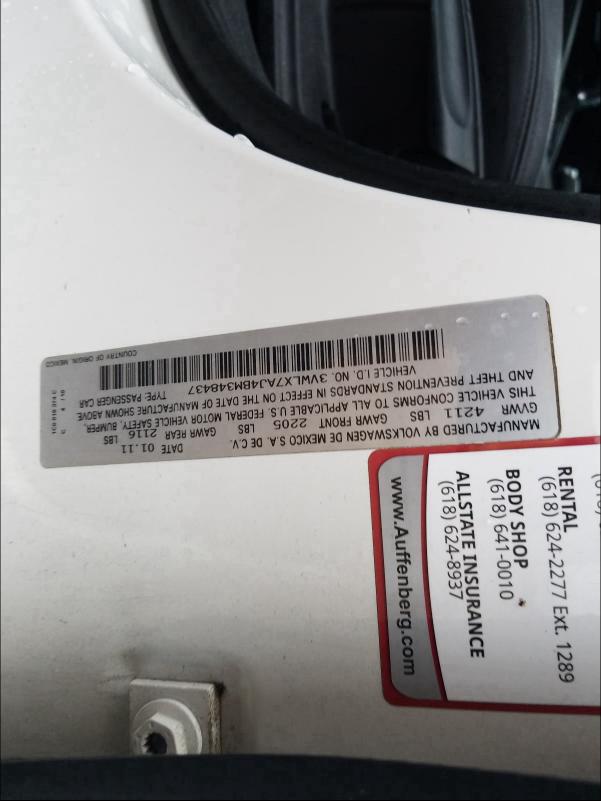 MANUFACTURED BY VOLKSWAGEN DE MEXICO S.A. DE C.V. DATE 01.11
GVWR 4211 LBS GAWR FRONT 2205 LBS GAWR REAR 2116 LBS
THIS VEHICLE CONFORMS TO ALL APPLICABLE U.S. FEDERAL MOTOR VEHICLE SAFETY, BUMPER,
AND THEFT PREVENTION STANDARDS IN EFFECT ON THE DATE OF MANUFACTURE SHOWN ABOVE
VEHICLE I.D. NO. 3VWLX7AJ4BM348437 TYPE: PASSENGER CAR
COUNTRY OF ORIGIN: MEXICO
RENTAL
(618) 624-2277 Ext. 1289
BODY SHOP
(618) 641-0010
ALLSTATE INSURANCE
(618) 624-8937
www.Auffenberg.com